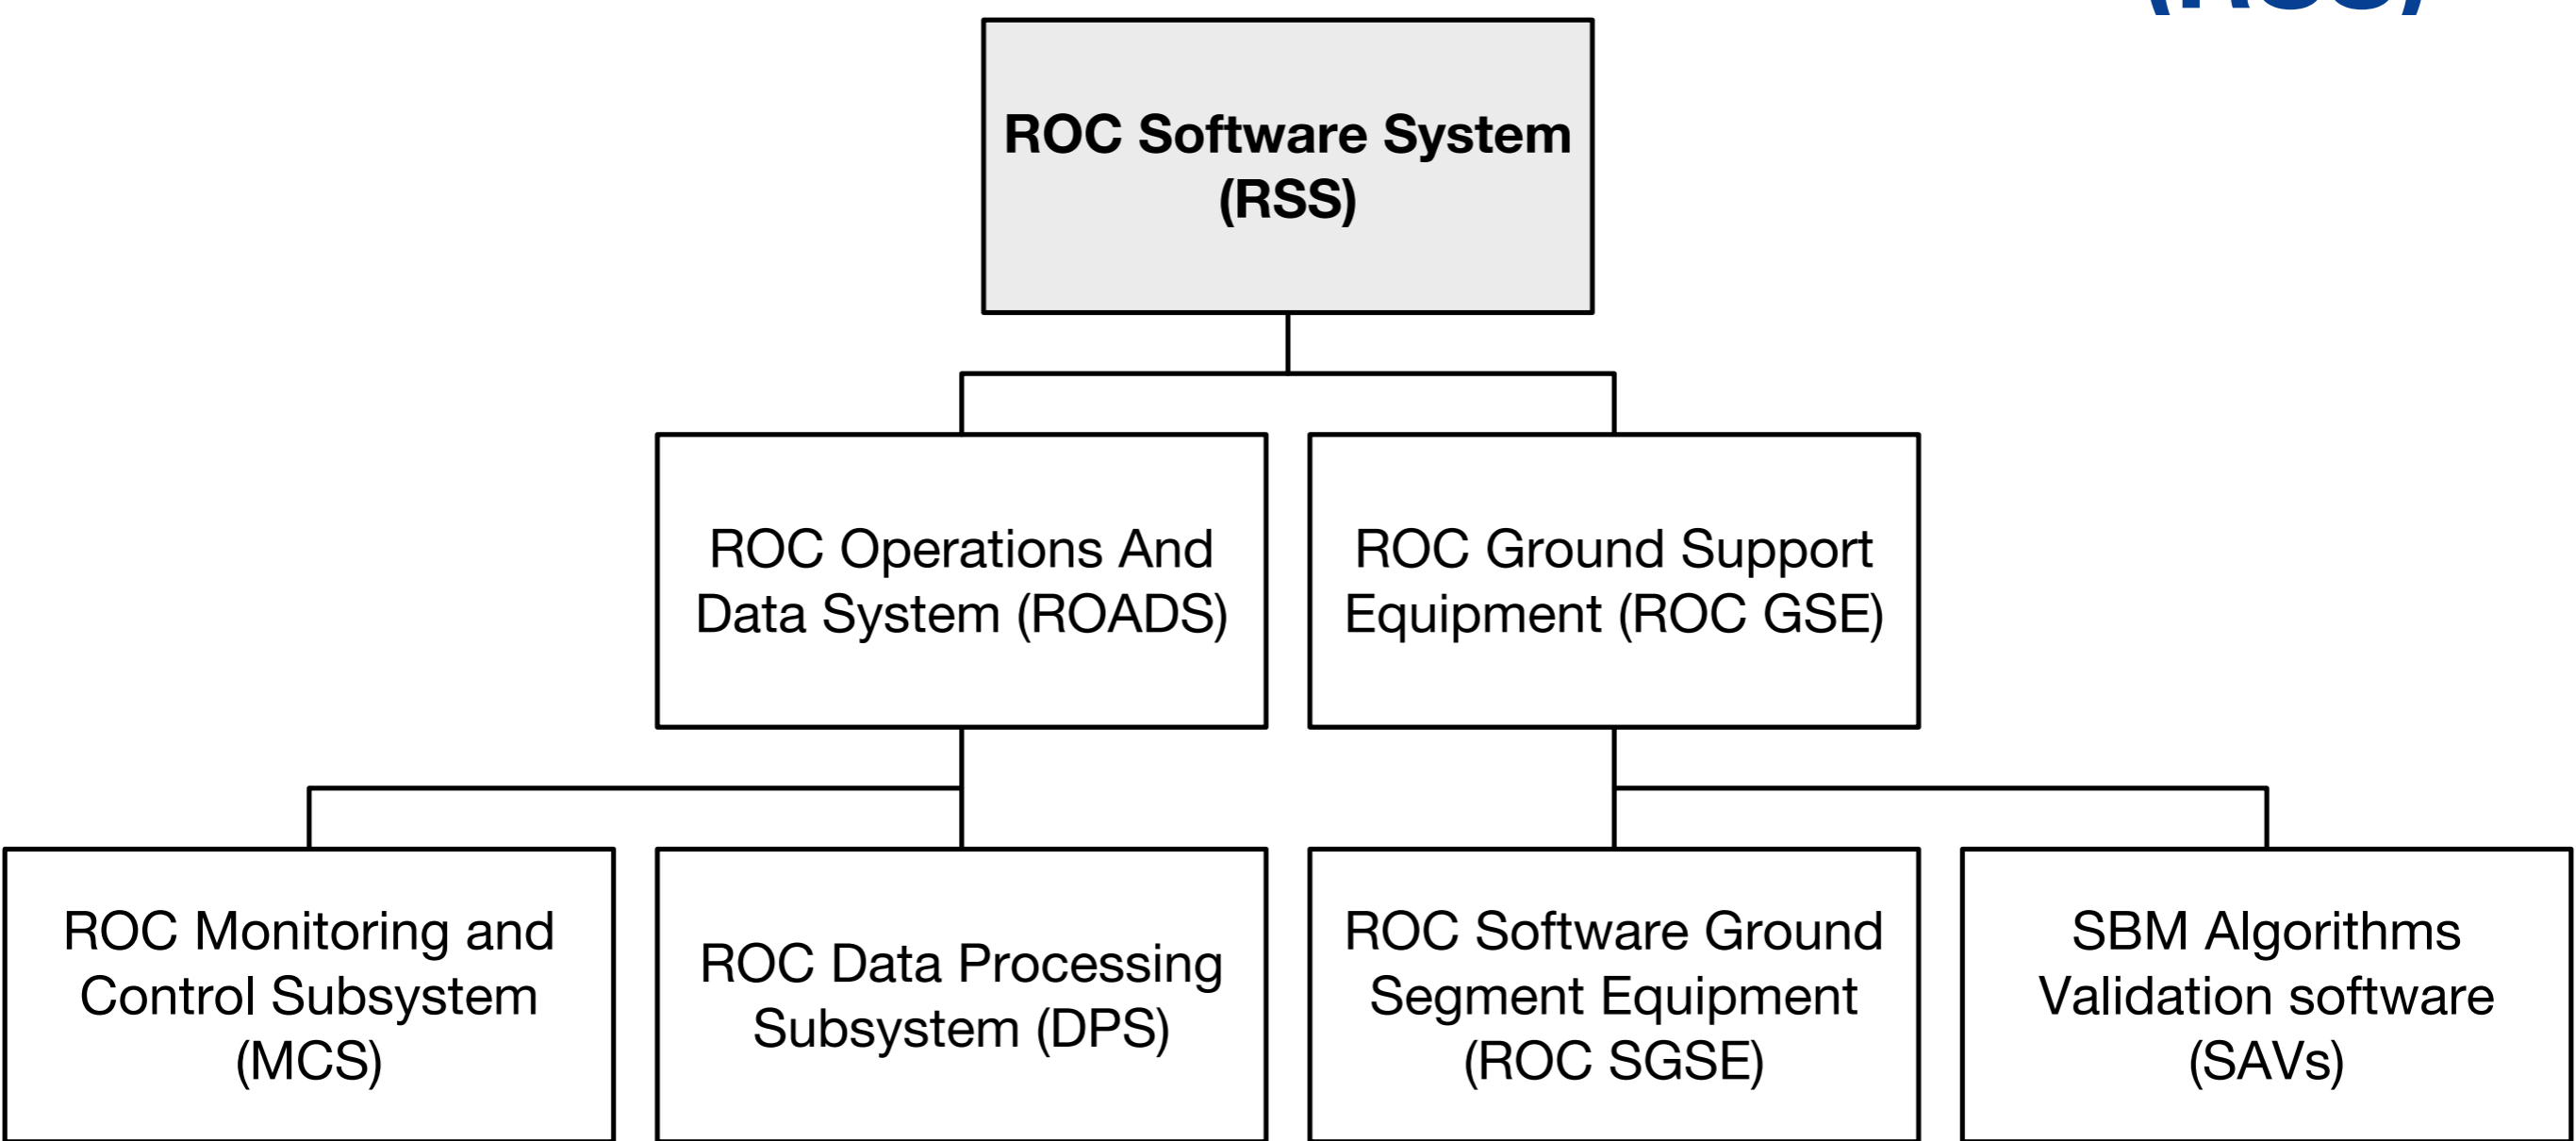 (RSS)
ROC Software System
(RSS)
ROC Operations And
Data System (ROADS)
ROC Ground Support
Equipment (ROC GSE)
ROC Monitoring and
Control Subsystem
(MCS)
ROC Data Processing
Subsystem (DPS)
ROC Software Ground
Segment Equipment
(ROC SGSE)
SBM Algorithms
Validation software
(SAVs)